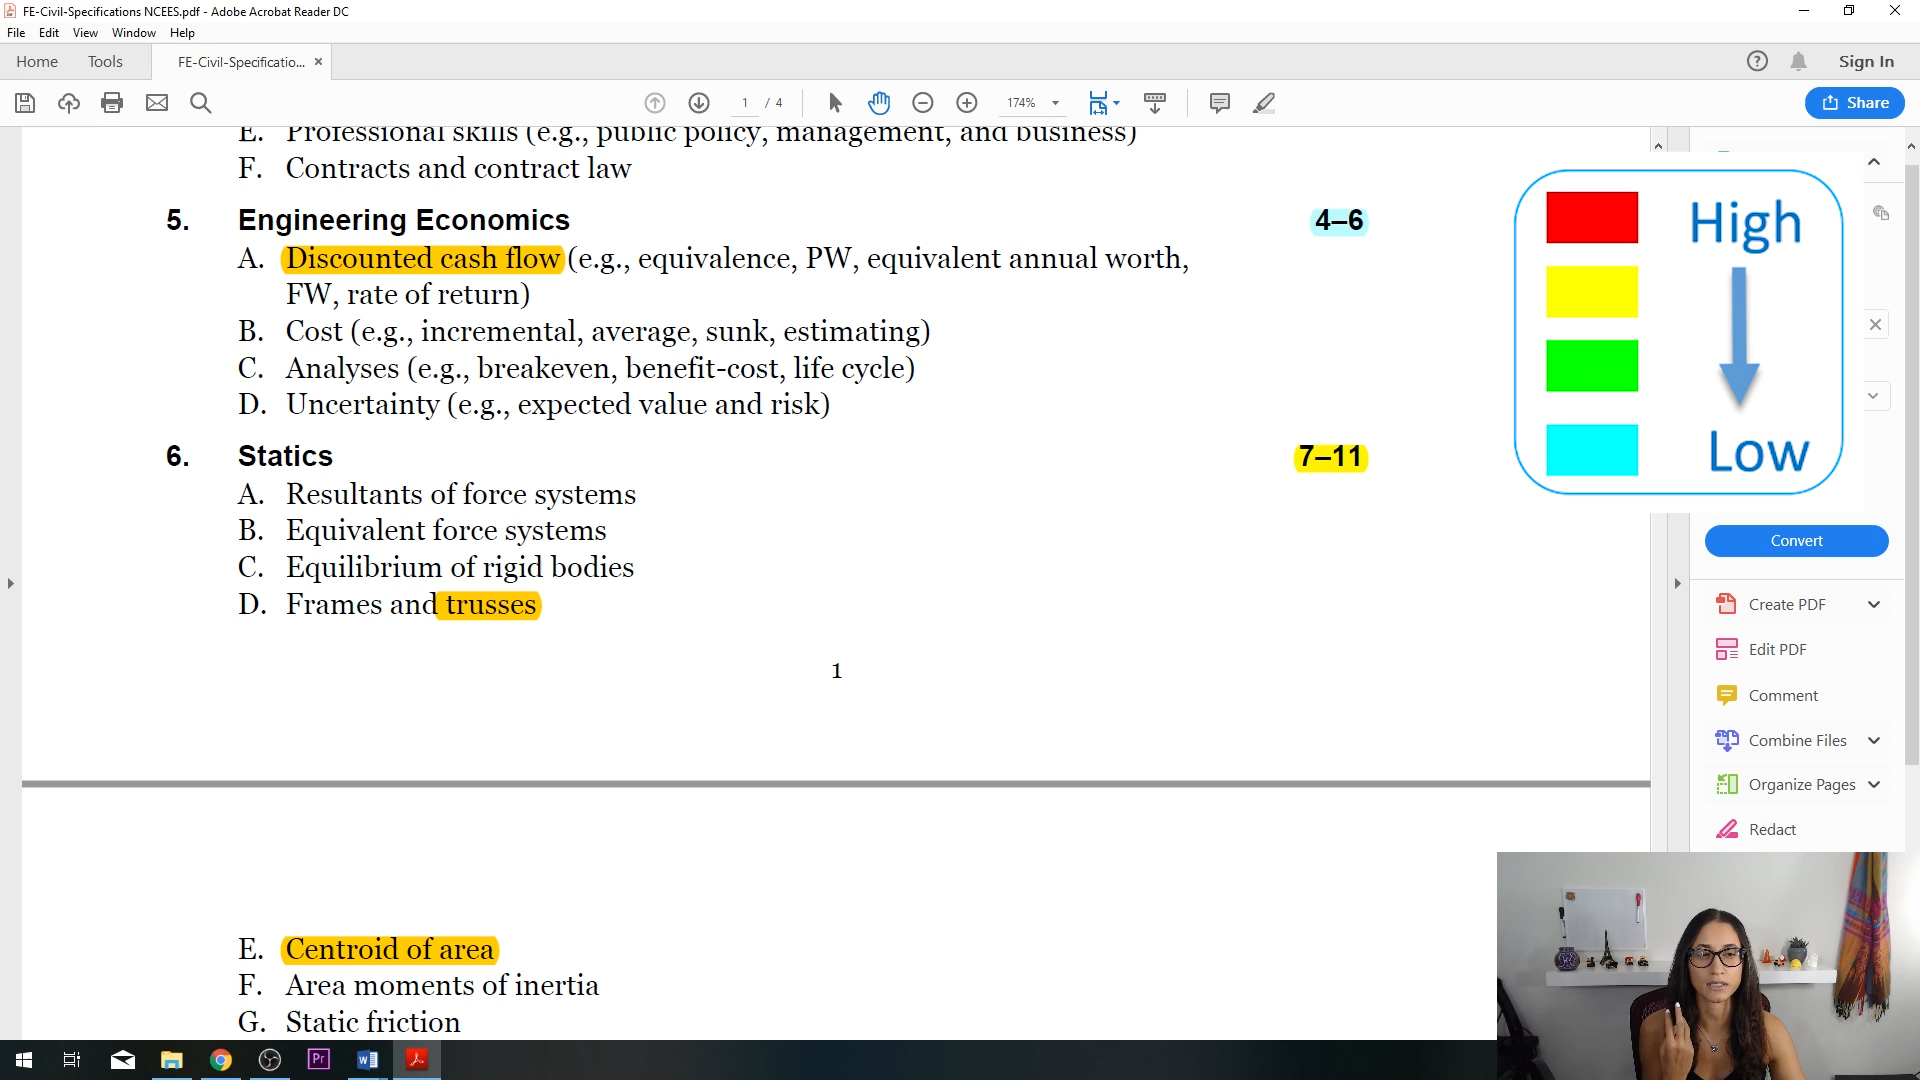 FE-Civil-Specifications NCEES.pdf - Adobe Acrobat Reader DC
File Edit View Window Help
Home Tools FE-Civil-Specificatio... ×
? Sign In
1 / 4 174% Share
E. Professional skills (e.g., public policy, management, and business)
F. Contracts and contract law
5. Engineering Economics 4–6
A. Discounted cash flow (e.g., equivalence, PW, equivalent annual worth,
FW, rate of return)
B. Cost (e.g., incremental, average, sunk, estimating)
C. Analyses (e.g., breakeven, benefit-cost, life cycle)
D. Uncertainty (e.g., expected value and risk)
6. Statics 7–11
A. Resultants of force systems
B. Equivalent force systems
C. Equilibrium of rigid bodies
D. Frames and trusses
1
E. Centroid of area
F. Area moments of inertia
G. Static friction
High
Low
Convert
Create PDF
Edit PDF
Comment
Combine Files
Organize Pages
Redact
Pr
W